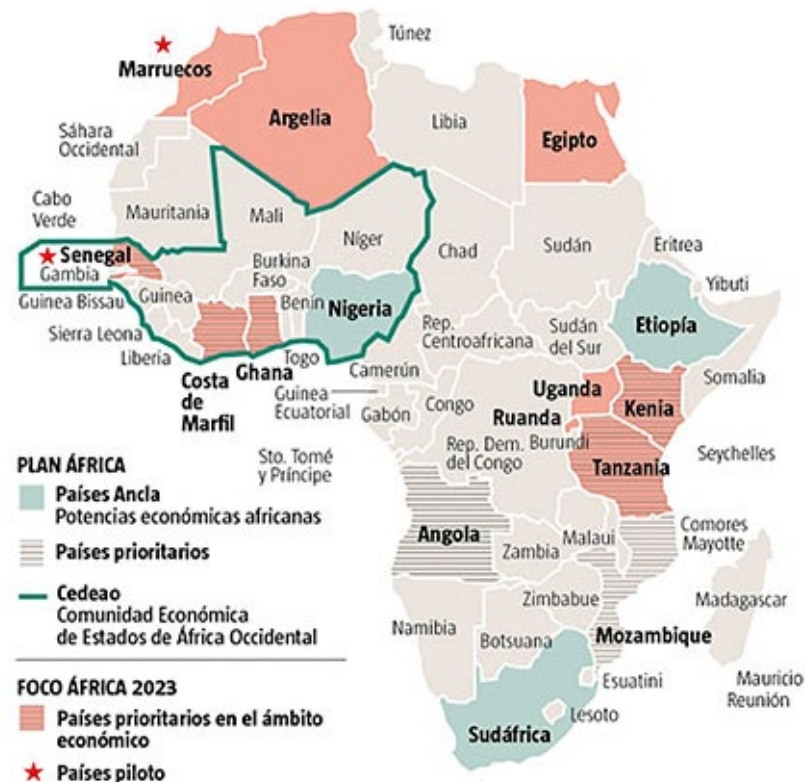 Túnez
Marruecos
Argelia
Libia
Egipto
Sáhara
Occidental
Cabo
Verde
Mauritania
Mali
Níger
Chad
Sudán
Eritrea
Senegal
Gambia
Burkina
Faso
Yibuti
Guinea Bissau
Guinea
Benín
Nigeria
Etiopía
Sierra Leona
Rep.
Centroafricana
Sudán
del Sur
Liberia
Togo
Camerún
Somalia
Costa
de
Marfil
Ghana
Guinea
Ecuatorial
Gabón
Congo
Uganda
Kenia
Ruanda
Rep. Dem.
del Congo
Burundi
Tanzania
Seychelles
Sto. Tomé
y Príncipe
Angola
Zambia
Malaui
Comores
Mayotte
Zimbabue
Madagascar
Namibia
Botsuana
Mozambique
Mauricio
Reunión
Esuatini
Lesoto
Sudáfrica
PLAN ÁFRICA
Países Ancla
Potencias económicas africanas
Países prioritarios
Cedeao
Comunidad Económica
de Estados de África Occidental
FOCO ÁFRICA 2023
Países prioritarios en el ámbito
económico
Países piloto